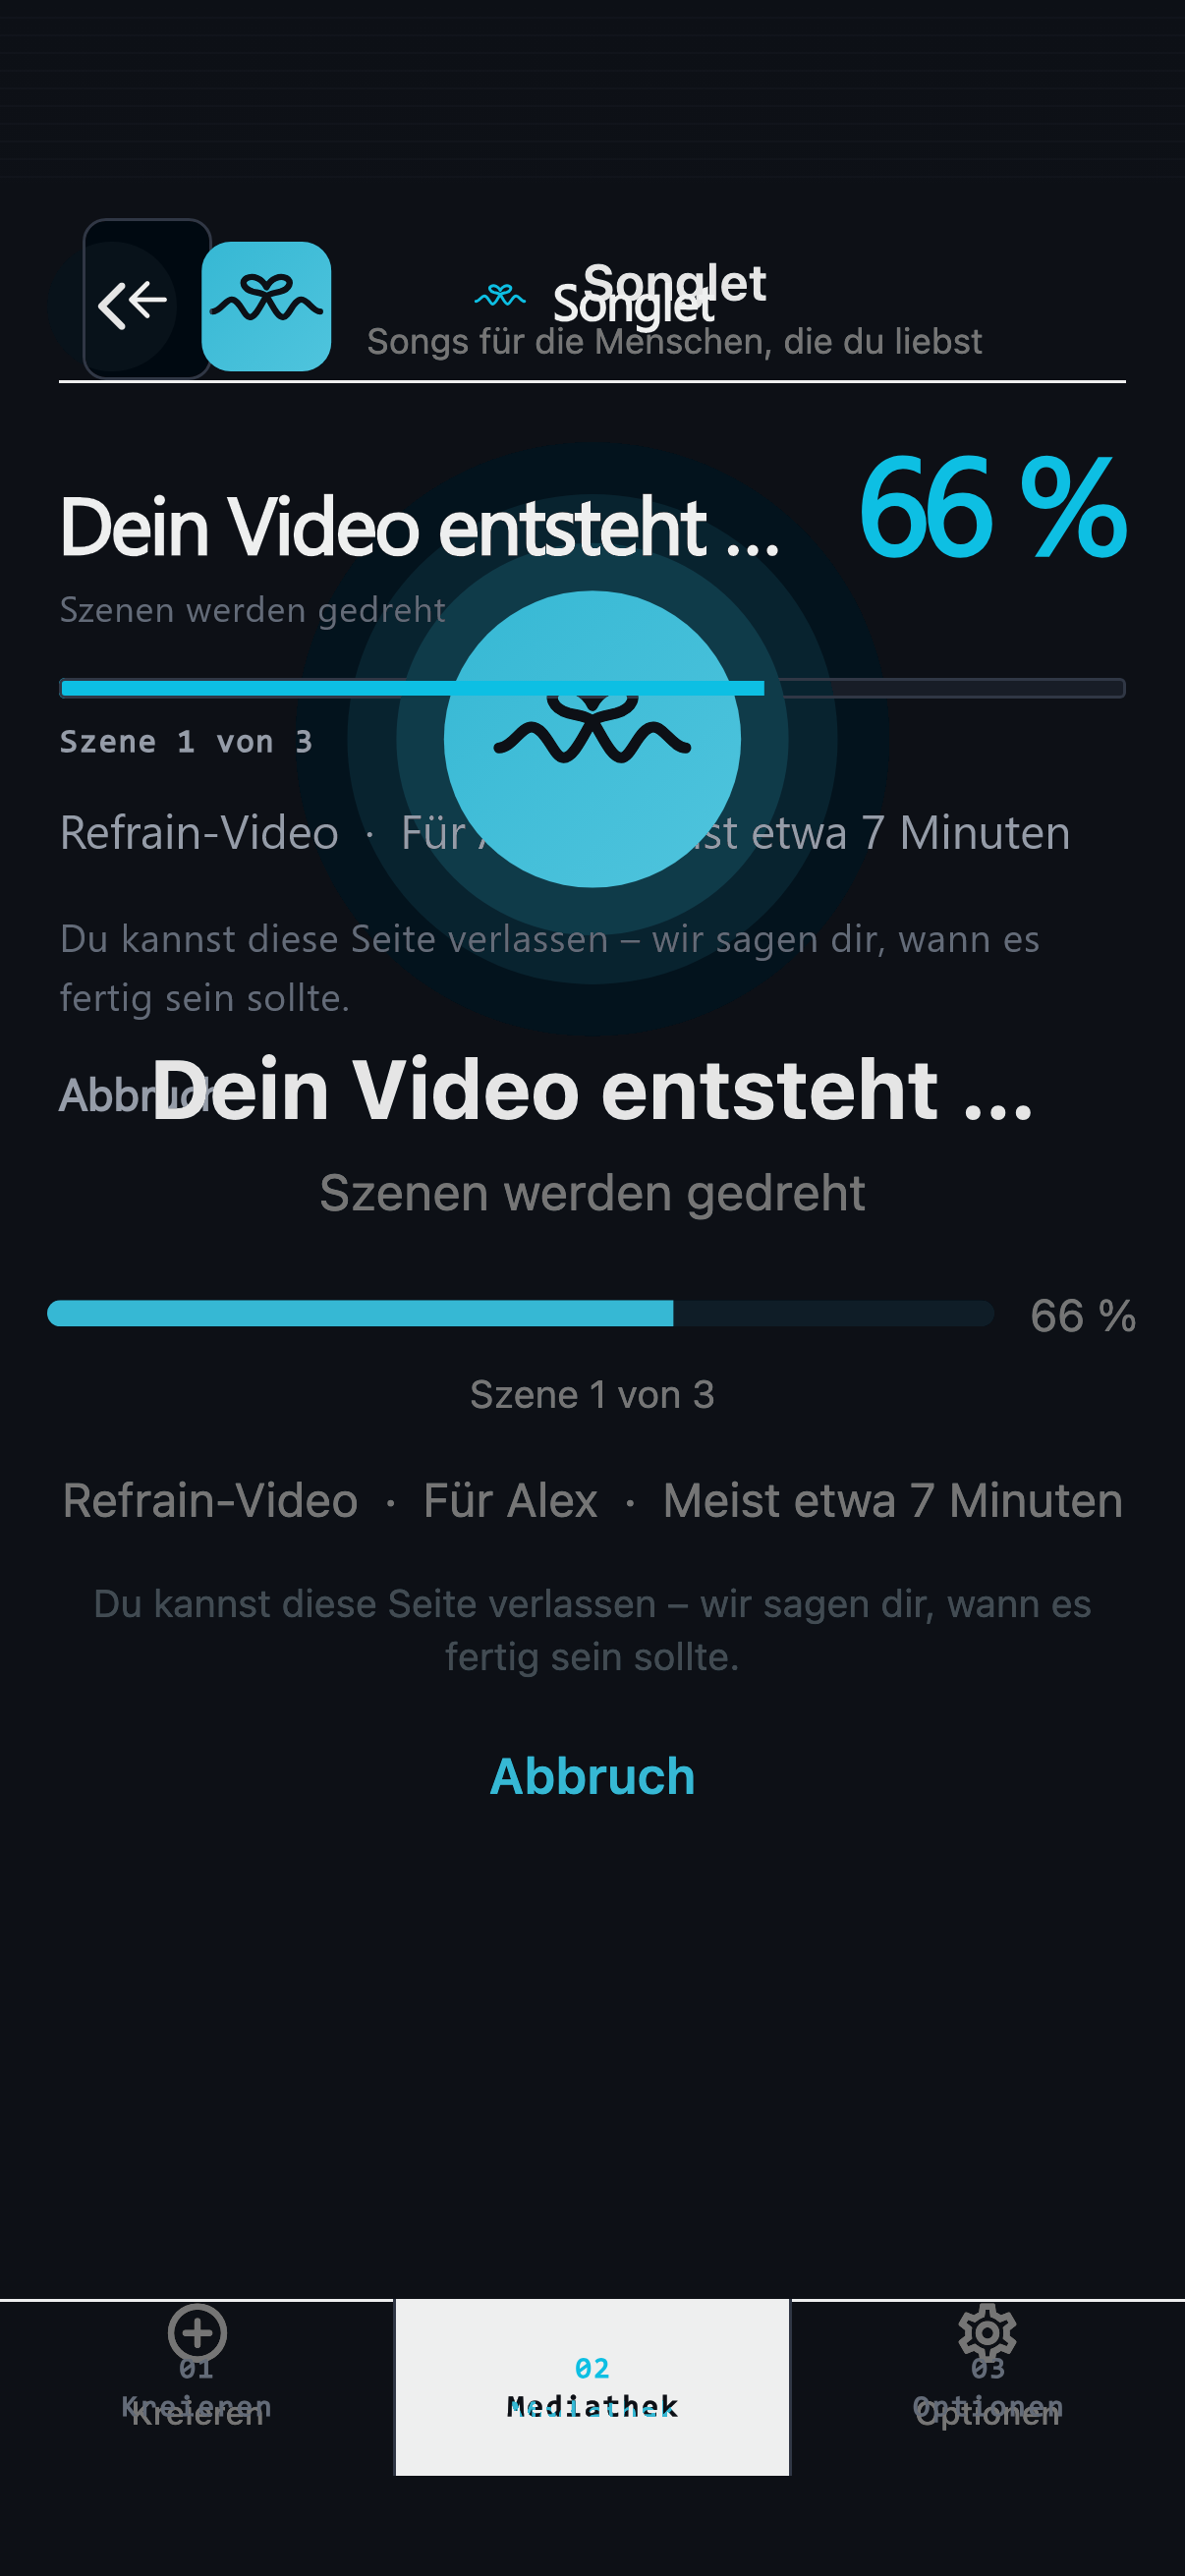 Songlet
Songlet
Songs für die Menschen, die du liebst
Dein Video entsteht ... 66 %
Szenen werden gedreht
Szene 1 von 3
Refrain-Video · Für etwa 7 Minuten
Du kannst diese Seite verlassen – wir sagen dir, wann es
fertig sein sollte.
Abbruch
Dein Video entsteht ...
Szenen werden gedreht
66 %
Szene 1 von 3
Refrain-Video · Für Alex · Meist etwa 7 Minuten
Du kannst diese Seite verlassen – wir sagen dir, wann es
fertig sein sollte.
Abbruch
01 02 03
Kreieren Mediathek Optionen
Kreieren Mediathek Optionen